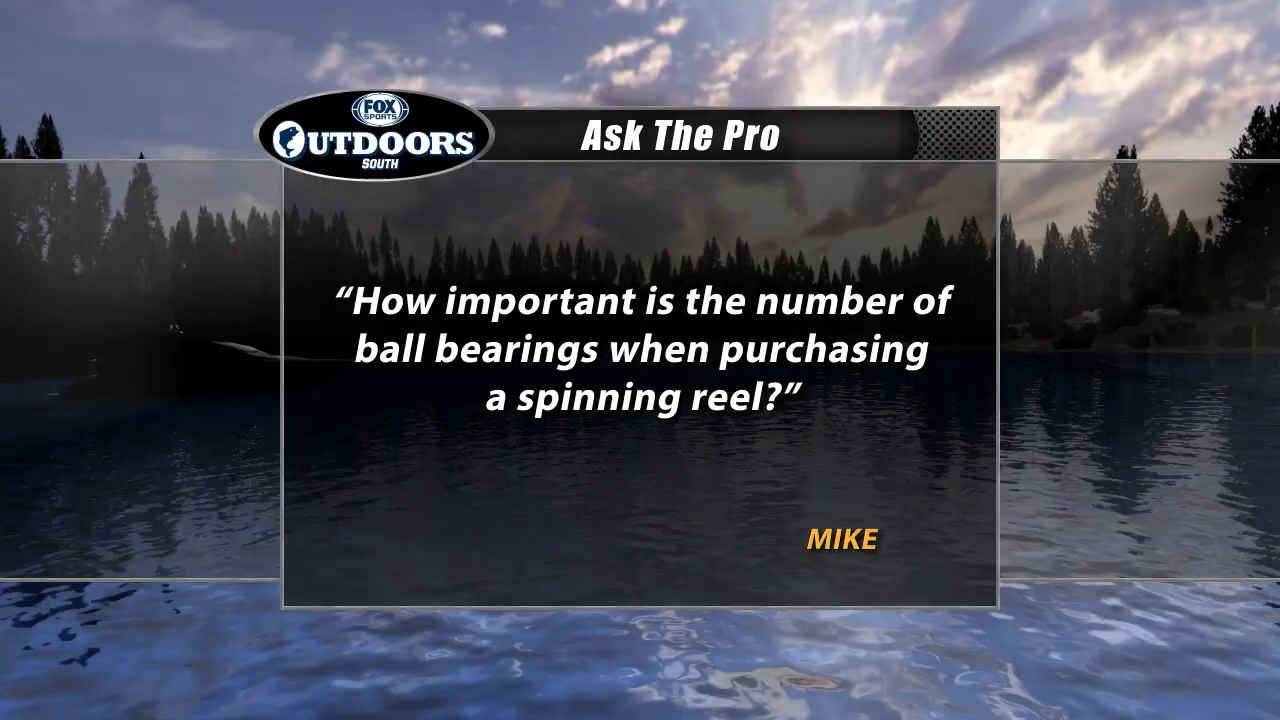 FOX
SPORTS
OUTDOORS
SOUTH
Ask The Pro
“How important is the number of
ball bearings when purchasing
a spinning reel?”
MIKE